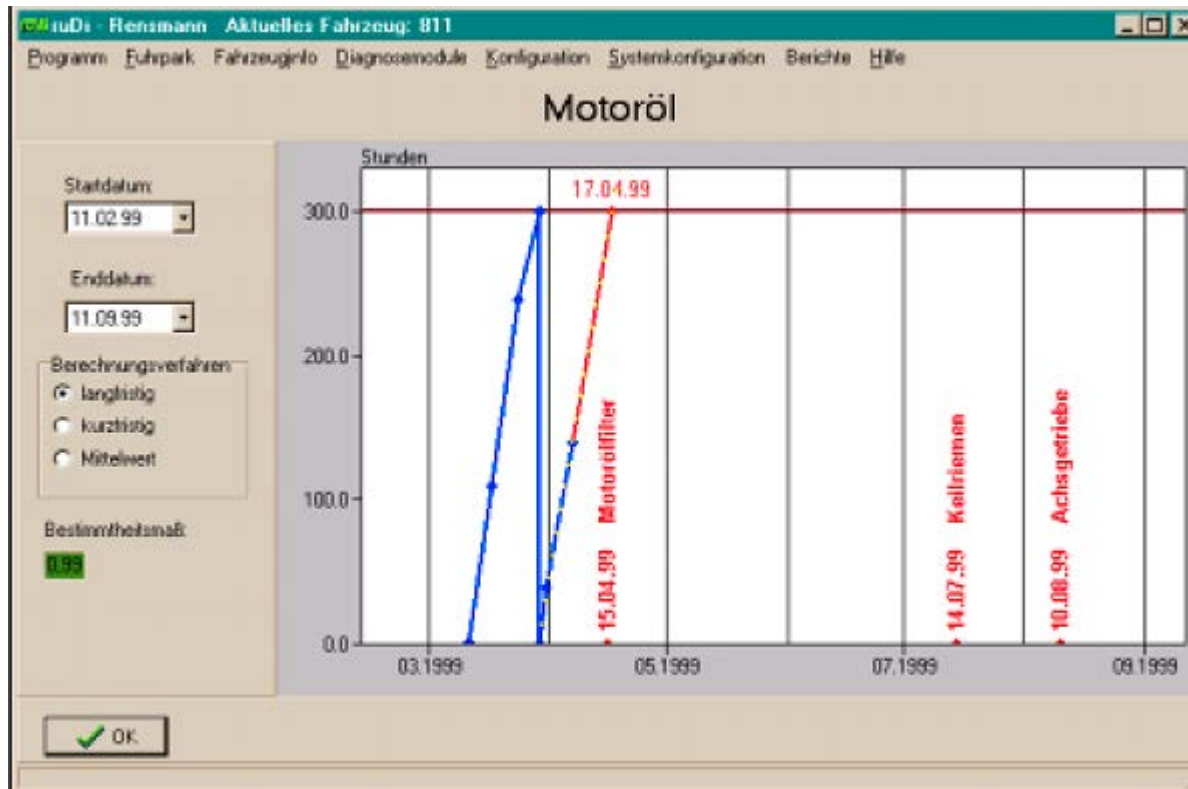 ruDi - Rensmann Aktuelles Fahrzeug: 811
Programm Fuhrpark Fahrzeuginfo Diagnosemodule Konfiguration Systemkonfiguration Berichte Hilfe
Motoröl
Startdatum:
11.02.99
Enddatum:
11.09.99
Berechnungsverfahren
langfristig
kurzfristig
Mittelwert
Bestimmtheitsmaß:
0.99
OK
Stunden
17.04.99
300.0
200.0
100.0
0.0
15.04.99 Motorölfilter
14.07.99 Keilriemen
10.08.99 Achsgetriebe
03.1999 05.1999 07.1999 09.1999